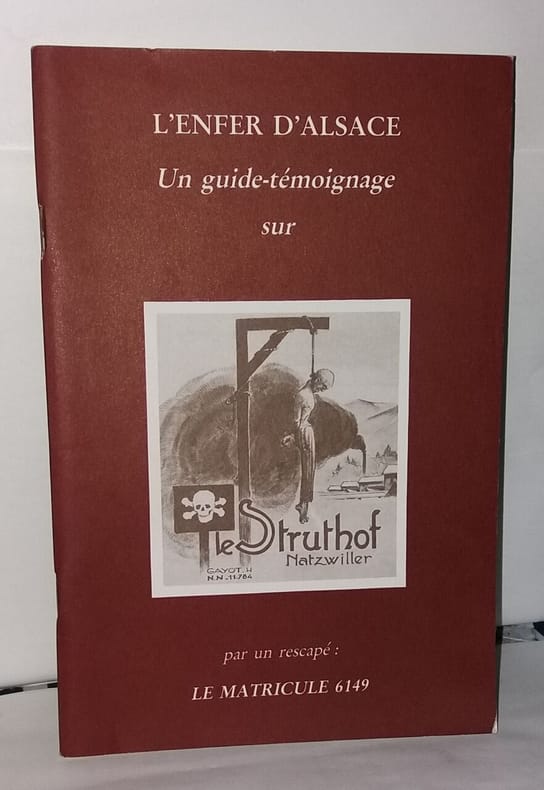 L'ENFER D'ALSACE
Un guide-témoignage
sur
le Struthof
Natzwiller
GAYOT.H
N.N.-11.784
par un rescapé :
LE MATRICULE 6149